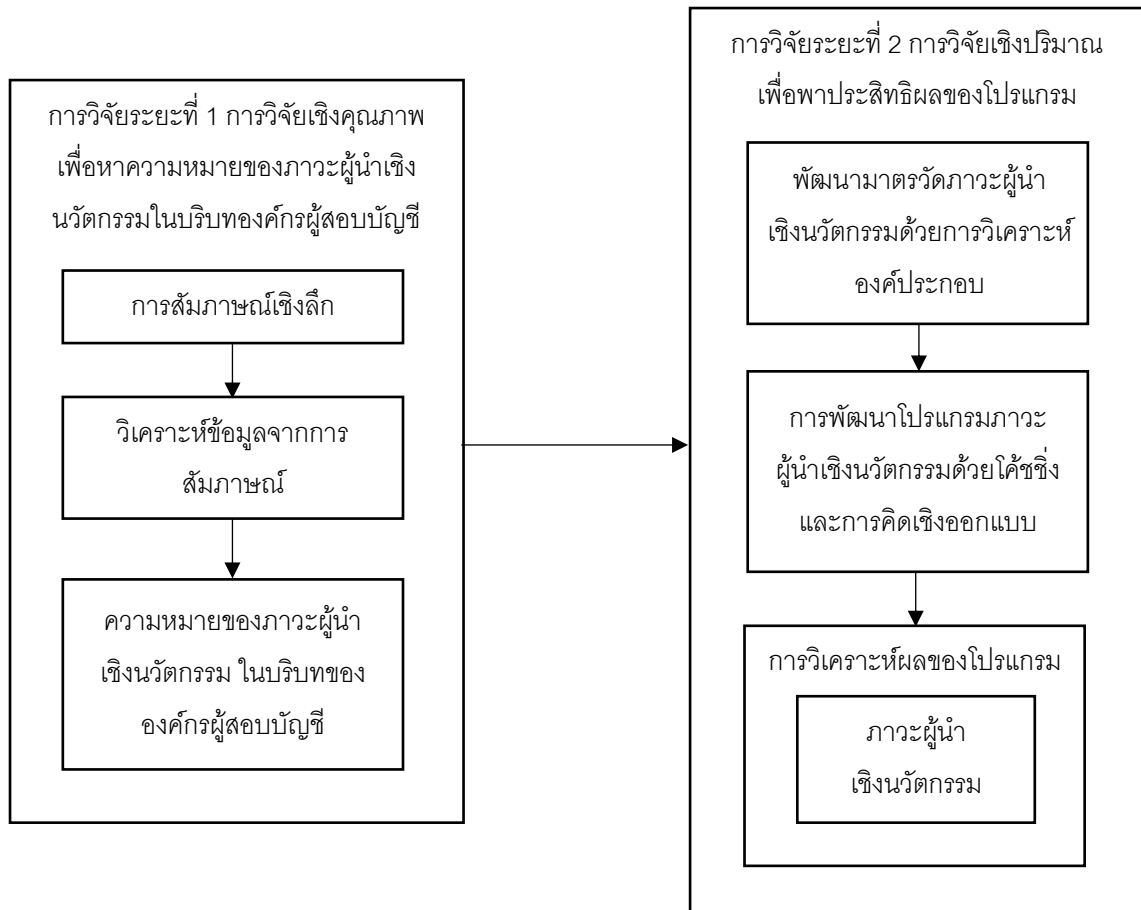 การวิจัยระยะที่ 1 การวิจัยเชิงคุณภาพ
เพื่อหาความหมายของภาวะผู้นำเชิง
นวัตกรรมในบริบทองค์กรผู้สอบบัญชี
การสัมภาษณ์เชิงลึก
วิเคราะห์ข้อมูลจากการ
สัมภาษณ์
ความหมายของภาวะผู้นำ
เชิงนวัตกรรม ในบริบทของ
องค์กรผู้สอบบัญชี
การวิจัยระยะที่ 2 การวิจัยเชิงปริมาณ
เพื่อพาประสิทธิผลของโปรแกรม
พัฒนามาตรวัดภาวะผู้นำ
เชิงนวัตกรรมด้วยการวิเคราะห์
องค์ประกอบ
การพัฒนาโปรแกรมภาวะ
ผู้นำเชิงนวัตกรรมด้วยโค้ชชิ่ง
และการคิดเชิงออกแบบ
การวิเคราะห์ผลของโปรแกรม
ภาวะผู้นำ
เชิงนวัตกรรม